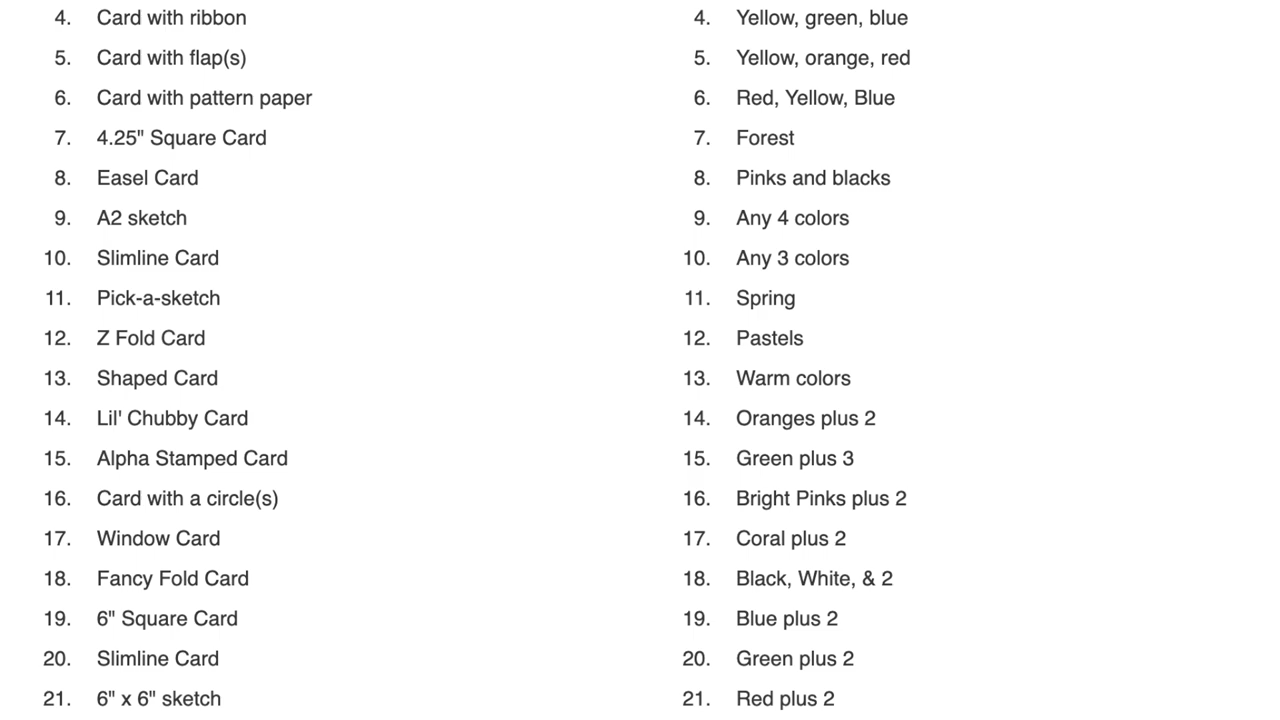 4. Card with ribbon
5. Card with flap(s)
6. Card with pattern paper
7. 4.25" Square Card
8. Easel Card
9. A2 sketch
10. Slimline Card
11. Pick-a-sketch
12. Z Fold Card
13. Shaped Card
14. Lil' Chubby Card
15. Alpha Stamped Card
16. Card with a circle(s)
17. Window Card
18. Fancy Fold Card
19. 6" Square Card
20. Slimline Card
21. 6" x 6" sketch
4. Yellow, green, blue
5. Yellow, orange, red
6. Red, Yellow, Blue
7. Forest
8. Pinks and blacks
9. Any 4 colors
10. Any 3 colors
11. Spring
12. Pastels
13. Warm colors
14. Oranges plus 2
15. Green plus 3
16. Bright Pinks plus 2
17. Coral plus 2
18. Black, White, & 2
19. Blue plus 2
20. Green plus 2
21. Red plus 2